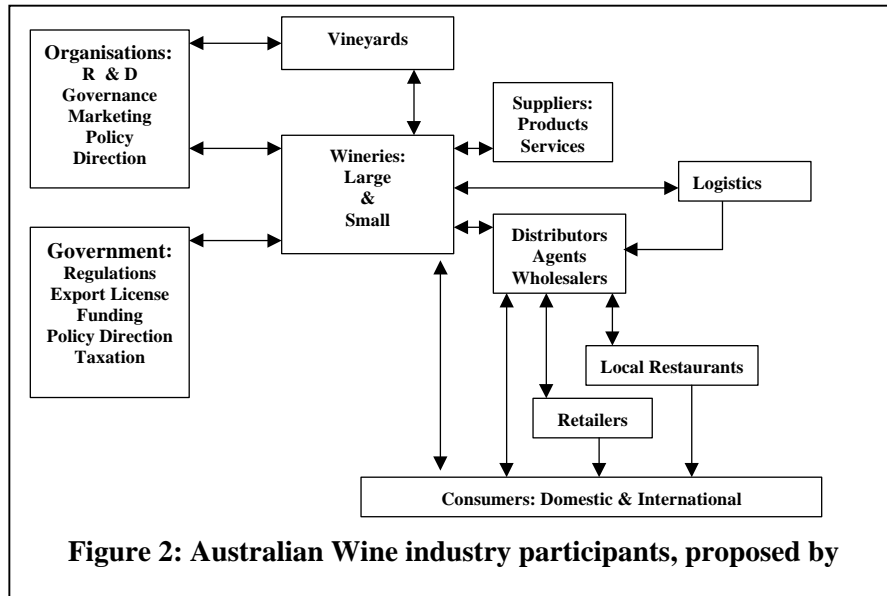 Organisations:
R & D
Governance
Marketing
Policy
Direction
Vineyards
Suppliers:
Products
Services
Wineries:
Large
&
Small
Logistics
Government:
Regulations
Export License
Funding
Policy Direction
Taxation
Distributors
Agents
Wholesalers
Local Restaurants
Retailers
Consumers: Domestic & International
Figure 2: Australian Wine industry participants, proposed by